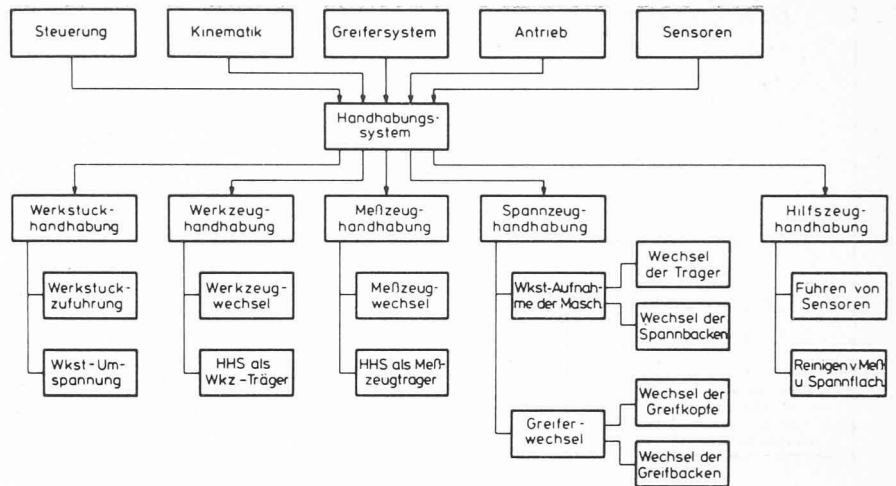 Steuerung
Kinematik
Greifersystem
Antrieb
Sensoren
Handhabungs-
system
Werkstuck-
handhabung
Werkzeug-
handhabung
Meßzeug-
handhabung
Spannzeug-
handhabung
Hilfszeug-
handhabung
Werkstuck-
zufuhrung
Werkzeug-
wechsel
Meßzeug-
wechsel
Wkst-Aufnah-
me der Masch.
Wechsel
der Trager
Wechsel der
Spannbacken
Fuhren von
Sensoren
Wkst-Um-
spannung
HHS als
Wkz-Träger
HHS als Meß-
zeugtrager
Reinigen v Meß-
u Spannflach.
Greifer-
wechsel
Wechsel der
Greifkopfe
Wechsel der
Greifbacken